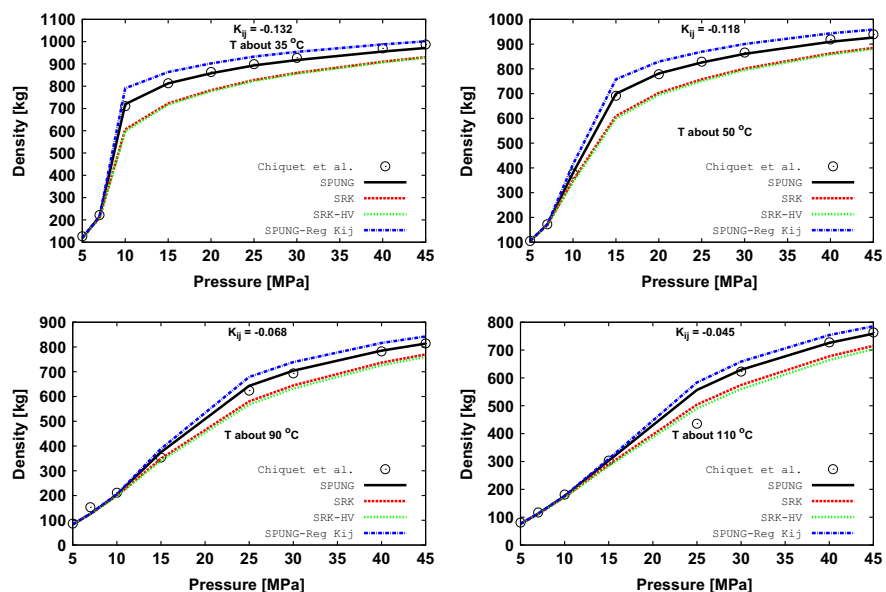 K_ij = -0.132
T about 35 °C
1000
900
800
700
600
500
400
300
200
100
Density [kg]
Chiquet et al.
SPUNG
SRK
SRK-HV
SPUNG-Reg Kij
5 10 15 20 25 30 35 40 45
Pressure [MPa]
K_ij = -0.118
T about 50 °C
1000
900
800
700
600
500
400
300
200
100
Density [kg]
Chiquet et al.
SPUNG
SRK
SRK-HV
SPUNG-Reg Kij
5 10 15 20 25 30 35 40 45
Pressure [MPa]
K_ij = -0.068
T about 90 °C
900
800
700
600
500
400
300
200
100
0
Density [kg]
Chiquet et al.
SPUNG
SRK
SRK-HV
SPUNG-Reg Kij
5 10 15 20 25 30 35 40 45
Pressure [MPa]
K_ij = -0.045
T about 110 °C
800
700
600
500
400
300
200
100
0
Density [kg]
Chiquet et al.
SPUNG
SRK
SRK-HV
SPUNG-Reg Kij
5 10 15 20 25 30 35 40 45
Pressure [MPa]